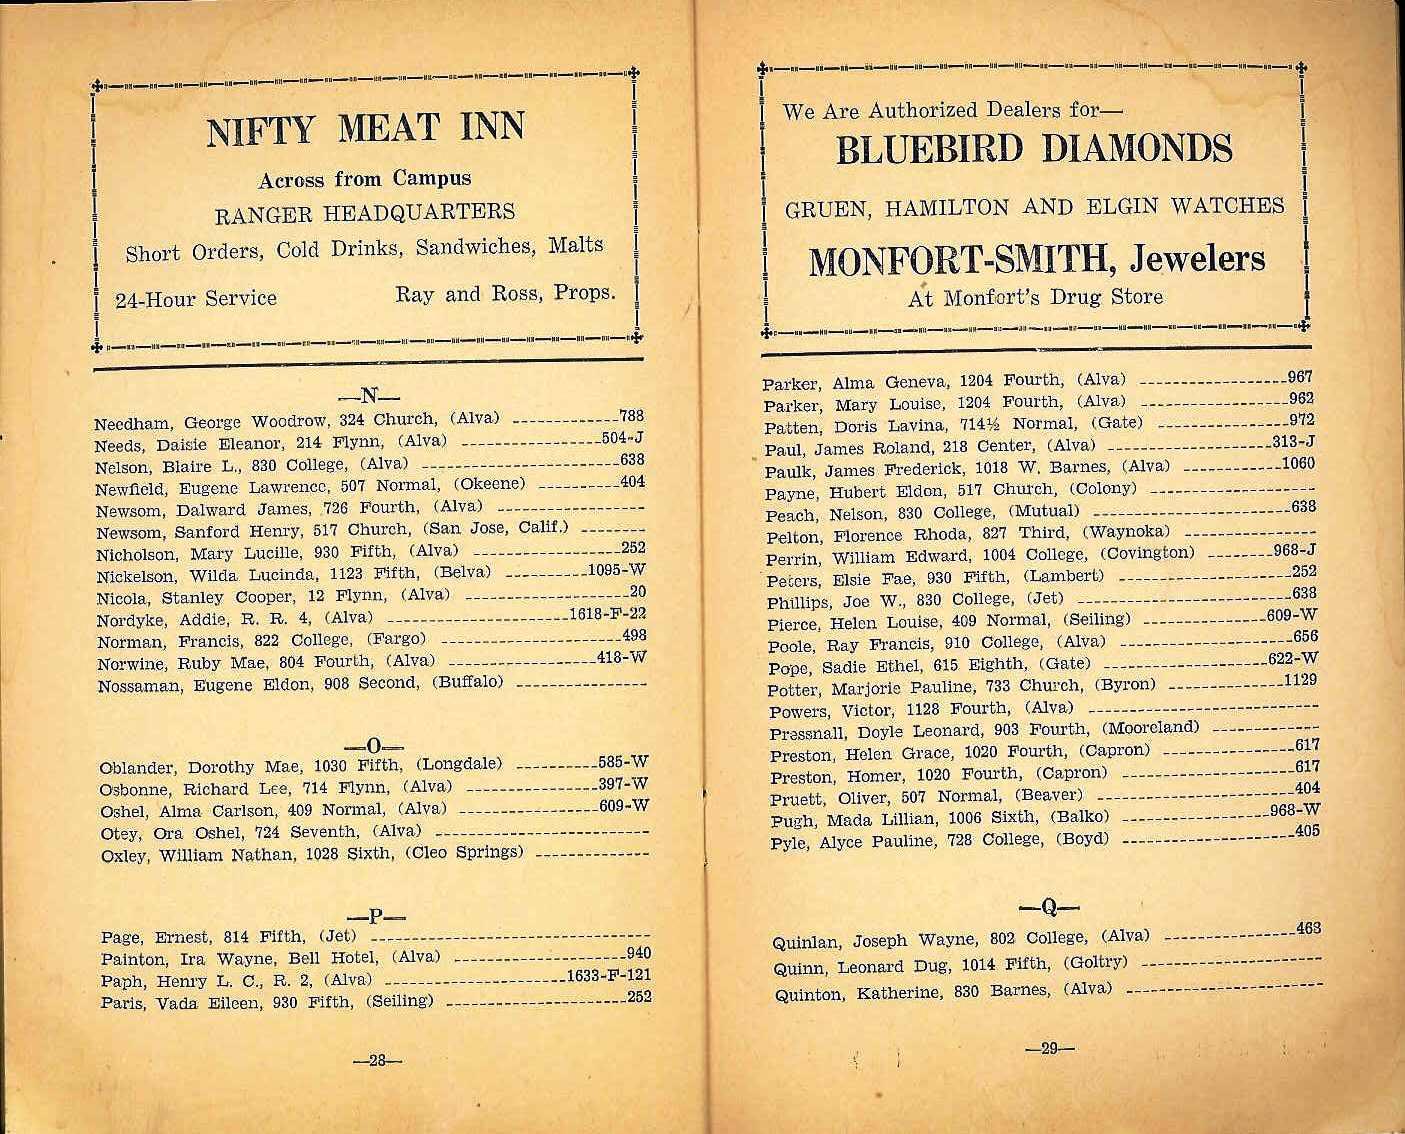 NIFTY MEAT INN
Across from Campus
RANGER HEADQUARTERS
Short Orders, Cold Drinks, Sandwiches, Malts
24-Hour Service Ray and Ross, Props.
—N—
Needham, George Woodrow, 324 Church, (Alva) -------------788
Needs, Daisie Eleanor, 214 Flynn, (Alva) -----------------504-J
Nelson, Blaire L., 830 College, (Alva) ------------------------638
Newfield, Eugene Lawrence, 507 Normal, (Okeene) ----------404
Newsom, Dalward James, 726 Fourth, (Alva) ------------------
Newsom, Sanford Henry, 517 Church, (San Jose, Calif.) --------
Nicholson, Mary Lucille, 930 Fifth, (Alva) ------------------252
Nickelson, Wilda Lucinda, 1123 Fifth, (Belva) ----------1095-W
Nicola, Stanley Cooper, 12 Flynn, (Alva) --------------------20
Nordyke, Addie, R. R. 4, (Alva) ----------------------1618-F-22
Norman, Francis, 822 College, (Fargo) ----------------------498
Norwine, Ruby Mae, 804 Fourth, (Alva) ------------------418-W
Nossaman, Eugene Eldon, 908 Second, (Buffalo) ----------------
—O—
Oblander, Dorothy Mae, 1030 Fifth, (Longdale) ----------585-W
Osbonne, Richard Lee, 714 Flynn, (Alva) ----------------397-W
Oshel, Alma Carlson, 409 Normal, (Alva) -----------------609-W
Otey, Ora Oshel, 724 Seventh, (Alva) --------------------------
Oxley, William Nathan, 1028 Sixth, (Cleo Springs) --------------
—P—
Page, Ernest, 814 Fifth, (Jet) ----------------------------------
Painton, Ira Wayne, Bell Hotel, (Alva) ---------------------940
Paph, Henry L. C., R. 2, (Alva) ----------------------1633-F-121
Paris, Vada Eileen, 930 Fifth, (Seiling) ----------------------252
—28—
We Are Authorized Dealers for—
BLUEBIRD DIAMONDS
GRUEN, HAMILTON AND ELGIN WATCHES
MONFORT-SMITH, Jewelers
At Monfort's Drug Store
Parker, Alma Geneva, 1204 Fourth, (Alva) ------------------967
Parker, Mary Louise, 1204 Fourth, (Alva) ------------------962
Patten, Doris Lavina, 714½ Normal, (Gate) ----------------972
Paul, James Roland, 218 Center, (Alva) --------------------313-J
Paulk, James Frederick, 1018 W. Barnes, (Alva) ------------1060
Payne, Hubert Eldon, 517 Church, (Colony) --------------------
Peach, Nelson, 830 College, (Mutual) ------------------------638
Pelton, Florence Rhoda, 827 Third, (Waynoka) ----------------
Perrin, William Edward, 1004 College, (Covington) --------968-J
Peters, Elsie Fae, 930 Fifth, (Lambert) ---------------------252
Phillips, Joe W., 830 College, (Jet) --------------------------638
Pierce, Helen Louise, 409 Normal, (Seiling) ---------------609-W
Poole, Ray Francis, 910 College, (Alva) ---------------------656
Pope, Sadie Ethel, 615 Eighth, (Gate) --------------------622-W
Potter, Marjorie Pauline, 733 Church, (Byron) --------------1129
Powers, Victor, 1128 Fourth, (Alva) ----------------------------
Pressnall, Doyle Leonard, 903 Fourth, (Mooreland) -------------
Preston, Helen Grace, 1020 Fourth, (Capron) ----------------617
Preston, Homer, 1020 Fourth, (Capron) ---------------------617
Pruett, Oliver, 507 Normal, (Beaver) ------------------------404
Pugh, Mada Lillian, 1006 Sixth, (Balko) ------------------968-W
Pyle, Alyce Pauline, 728 College, (Boyd) ---------------------405
—Q—
Quinlan, Joseph Wayne, 802 College, (Alva) ----------------463
Quinn, Leonard Dug, 1014 Fifth, (Goltry) ----------------------
Quinton, Katherine, 830 Barnes, (Alva) ------------------------
—29—